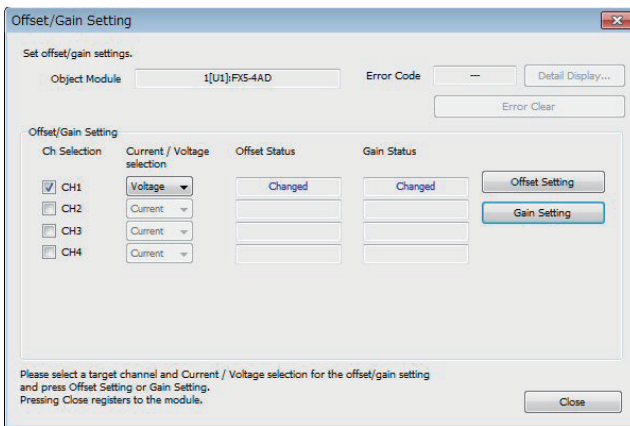 Offset/Gain Setting
Set offset/gain settings.
Object Module 1[U1]:FX5-4AD Error Code --- Detail Display...
Error Clear
Offset/Gain Setting
Ch Selection Current / Voltage selection Offset Status Gain Status
CH1 Voltage Changed Changed Offset Setting
CH2 Current Gain Setting
CH3 Current
CH4 Current
Please select a target channel and Current / Voltage selection for the offset/gain setting
and press Offset Setting or Gain Setting.
Pressing Close registers to the module.
Close